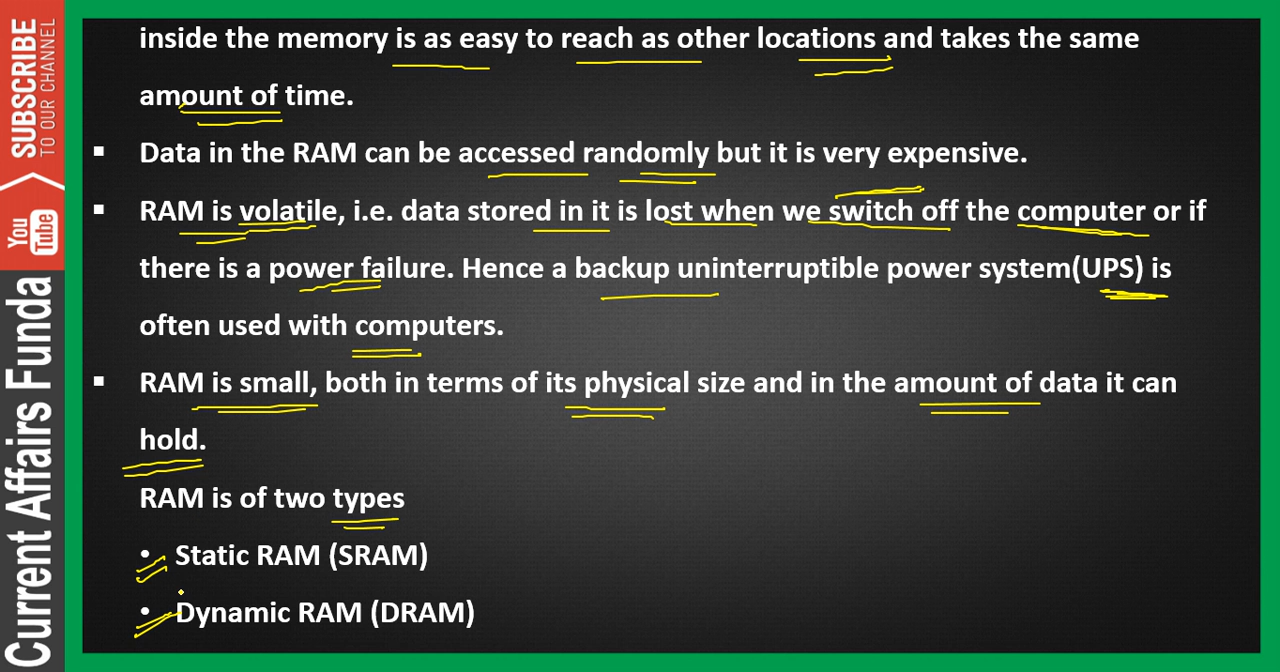 inside the memory is as easy to reach as other locations and takes the same
amount of time.
▪ Data in the RAM can be accessed randomly but it is very expensive.
▪ RAM is volatile, i.e. data stored in it is lost when we switch off the computer or if
there is a power failure. Hence a backup uninterruptible power system(UPS) is
often used with computers.
▪ RAM is small, both in terms of its physical size and in the amount of data it can
hold.
RAM is of two types
• Static RAM (SRAM)
• Dynamic RAM (DRAM)
SUBSCRIBE
TO OUR CHANNEL
You Tube
Current Affairs Funda